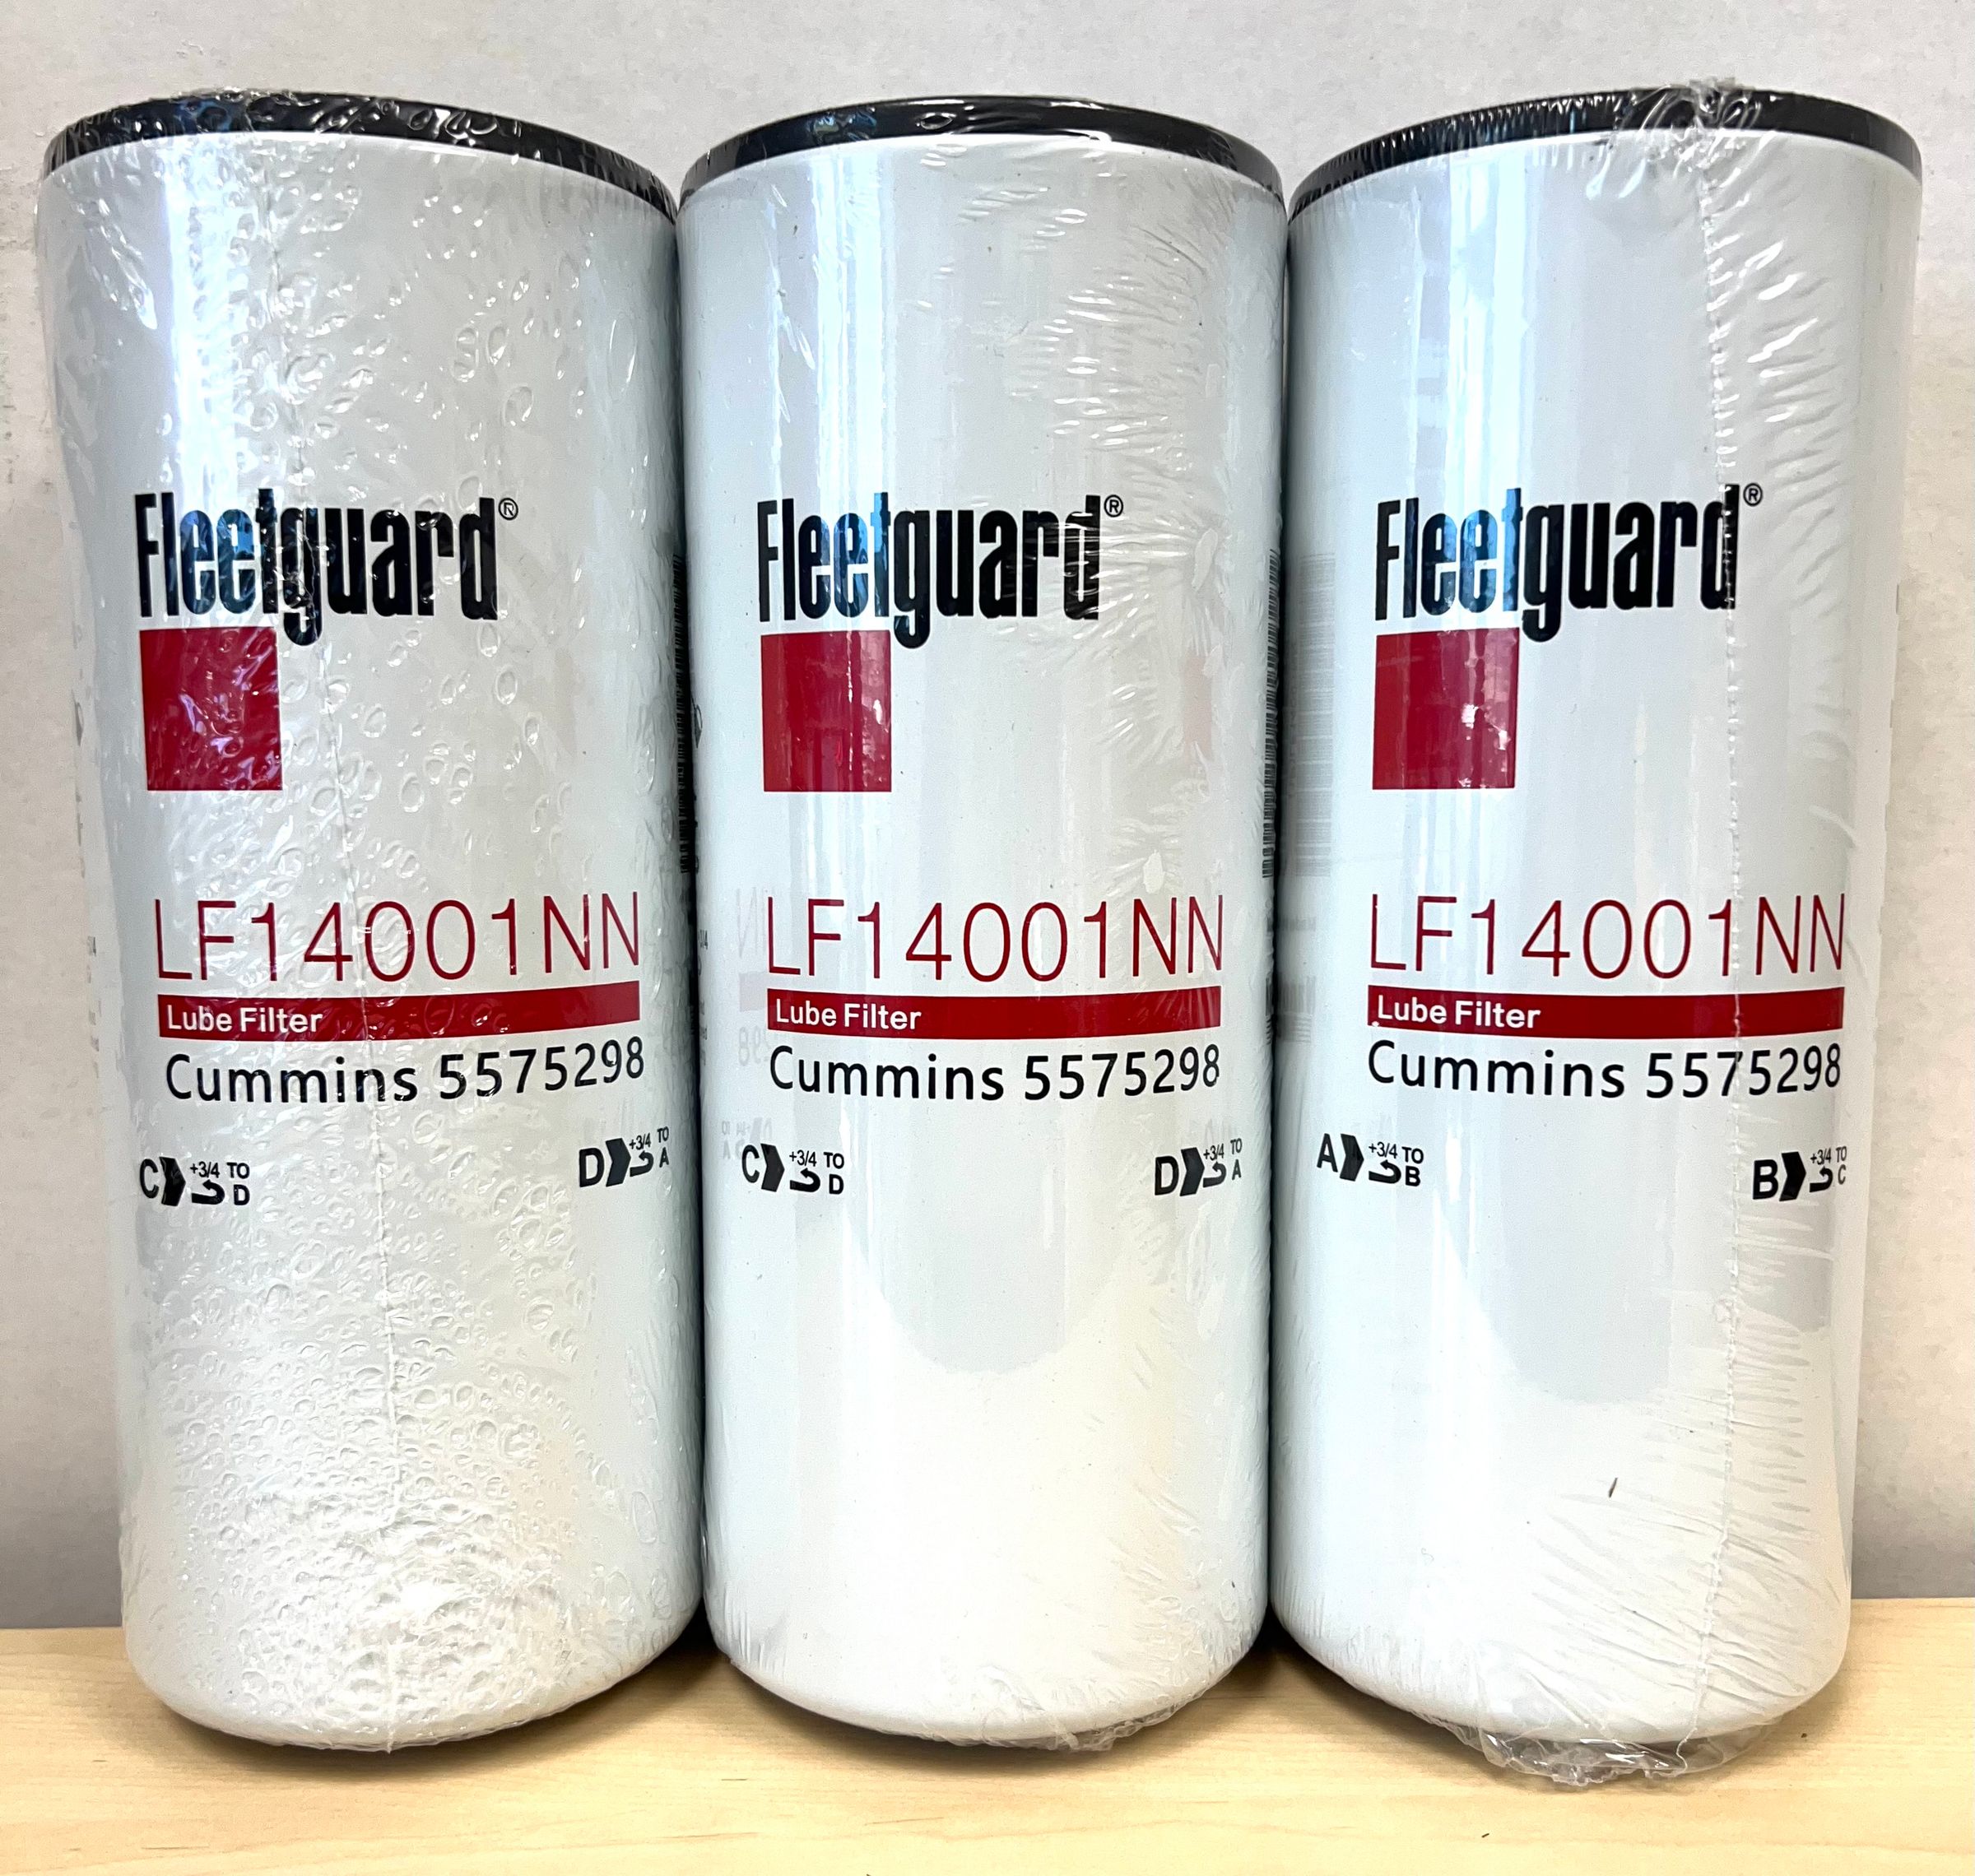 Fleetguard®
LF14001NN
Lube Filter
Cummins 5575298
C +3/4 TO D
D +3/4 TO A
Fleetguard®
LF14001NN
Lube Filter
Cummins 5575298
C +3/4 TO D
D +3/4 TO A
Fleetguard®
LF14001NN
Lube Filter
Cummins 5575298
A +3/4 TO B
B +3/4 TO C